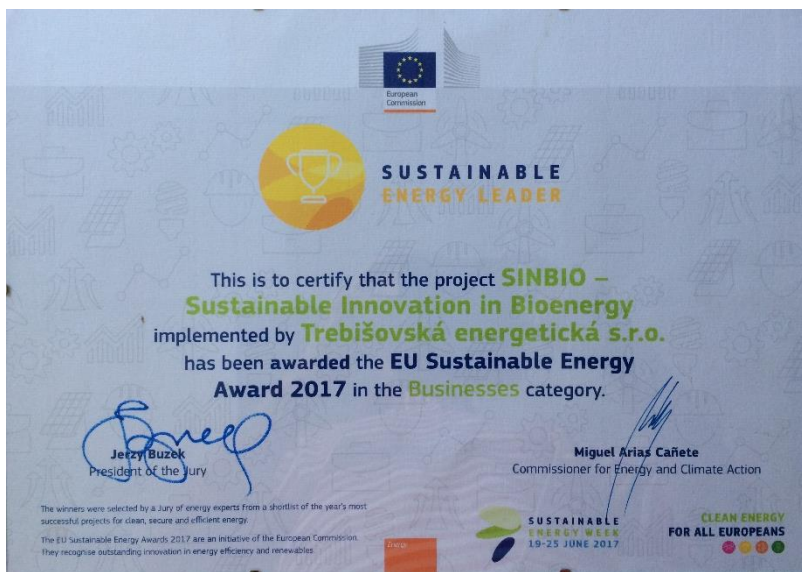 European
Commission
SUSTAINABLE
ENERGY LEADER
This is to certify that the project SINBIO –
Sustainable Innovation in Bioenergy
implemented by Trebišovská energetická s.r.o.
has been awarded the EU Sustainable Energy
Award 2017 in the Businesses category.
Jerzy Buzek
President of the Jury
Miguel Arias Cañete
Commissioner for Energy and Climate Action
The winners were selected by a Jury of energy experts from a shortlist of the year's most
successful projects for clean, secure and efficient energy.
The EU Sustainable Energy Awards 2017 are an initiative of the European Commission.
They recognise outstanding innovation in energy efficiency and renewables.
Energy
SUSTAINABLE
ENERGY WEEK
19-25 JUNE 2017
CLEAN ENERGY
FOR ALL EUROPEANS